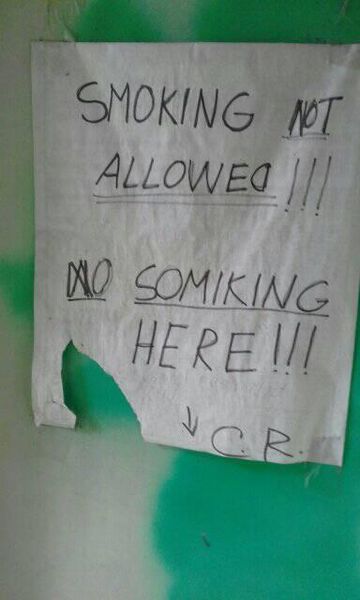 SMOKING NOT
ALLOWED !!!
NO SOMIKING
HERE !!!
↓ C.R.